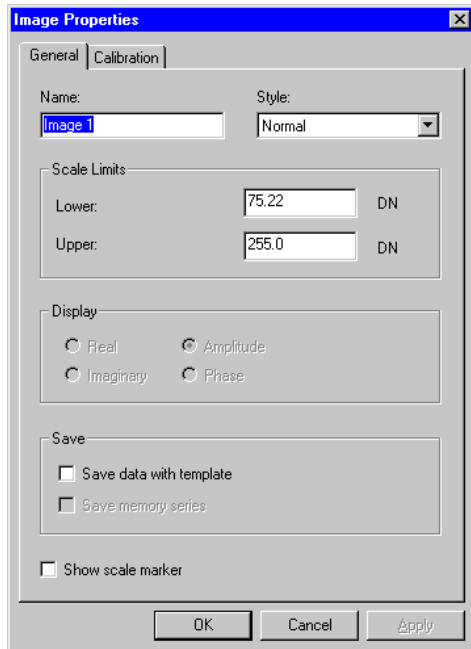 Image Properties
General Calibration
Name: Style:
Image 1 Normal
Scale Limits
Lower: 75.22 DN
Upper: 255.0 DN
Display
Real Amplitude
Imaginary Phase
Save
Save data with template
Save memory series
Show scale marker
OK Cancel Apply